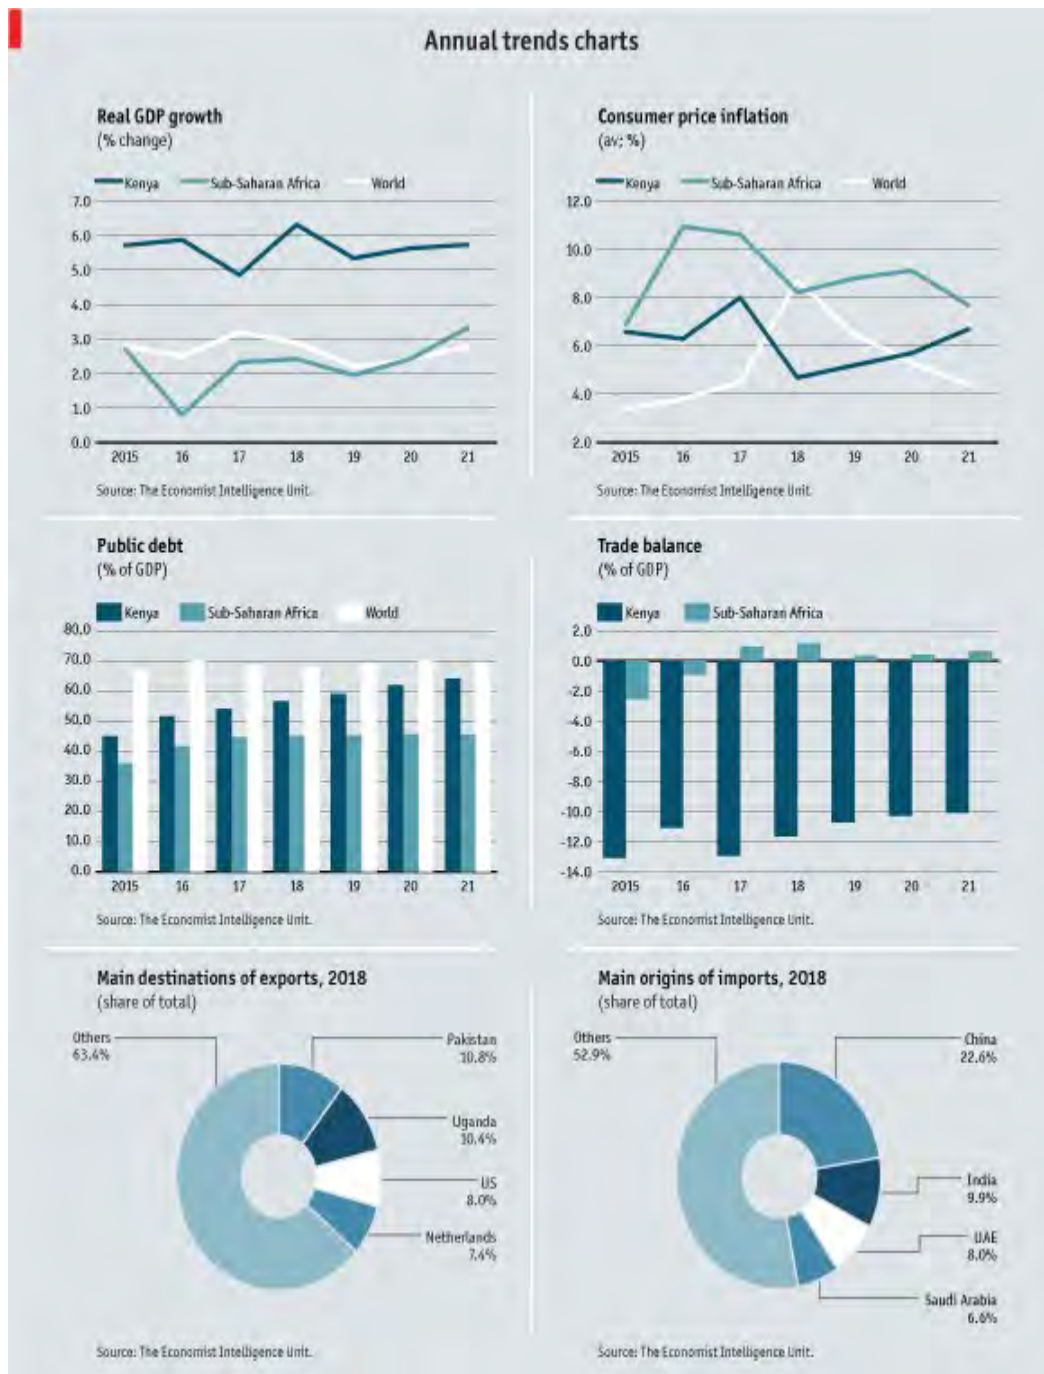 Annual trends charts
Real GDP growth
(% change)
Kenya Sub-Saharan Africa World
7.0
6.0
5.0
4.0
3.0
2.0
1.0
0.0
2015 16 17 18 19 20 21
Source: The Economist Intelligence Unit.
Consumer price inflation
(av; %)
Kenya Sub-Saharan Africa World
12.0
10.0
8.0
6.0
4.0
2.0
2015 16 17 18 19 20 21
Source: The Economist Intelligence Unit.
Public debt
(% of GDP)
Kenya Sub-Saharan Africa World
80.0
70.0
60.0
50.0
40.0
30.0
20.0
10.0
0.0
2015 16 17 18 19 20 21
Source: The Economist Intelligence Unit.
Trade balance
(% of GDP)
Kenya Sub-Saharan Africa
2.0
0.0
-2.0
-4.0
-6.0
-8.0
-10.0
-12.0
-14.0
2015 16 17 18 19 20 21
Source: The Economist Intelligence Unit.
Main destinations of exports, 2018
(share of total)
Others
63.4%
Pakistan
10.8%
Uganda
10.4%
US
8.0%
Netherlands
7.4%
Source: The Economist Intelligence Unit.
Main origins of imports, 2018
(share of total)
Others
52.9%
China
22.6%
India
9.9%
UAE
8.0%
Saudi Arabia
6.6%
Source: The Economist Intelligence Unit.